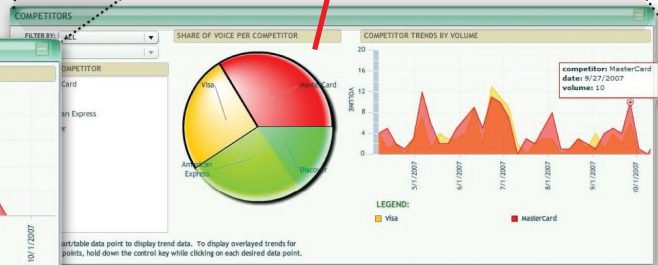 COMPETITORS
FILTER BY: ALL
COMPETITOR
Card
an Express
er
SHARE OF VOICE PER COMPETITOR
Visa
MasterCard
American
Express
Discover
COMPETITOR TRENDS BY VOLUME
20
16
12
8
4
0
VOLUME
competitor: MasterCard
date: 9/27/2007
volume: 10
5/1/2007
6/1/2007
7/1/2007
8/1/2007
9/1/2007
10/1/2007
LEGEND:
Visa
MasterCard
art/table data point to display trend data. To display overlayed trends for
points, hold down the control key while clicking on each desired data point.
10/1/2007